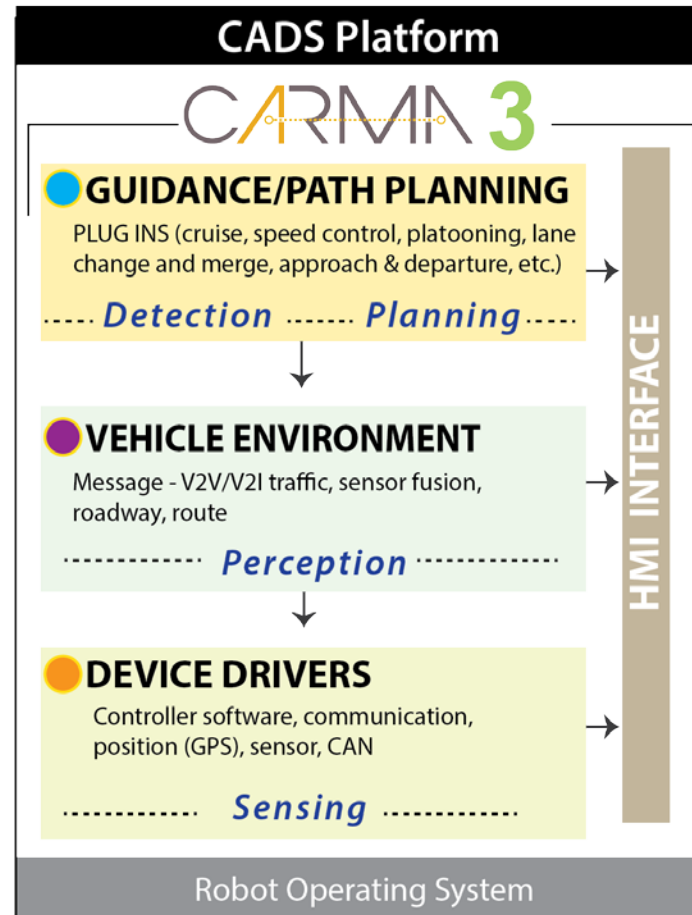 CADS Platform
CARMA 3
GUIDANCE/PATH PLANNING
PLUG INS (cruise, speed control, platooning, lane
change and merge, approach & departure, etc.)
Detection Planning
VEHICLE ENVIRONMENT
Message - V2V/V2I traffic, sensor fusion,
roadway, route
Perception
DEVICE DRIVERS
Controller software, communication,
position (GPS), sensor, CAN
Sensing
HMI INTERFACE
Robot Operating System